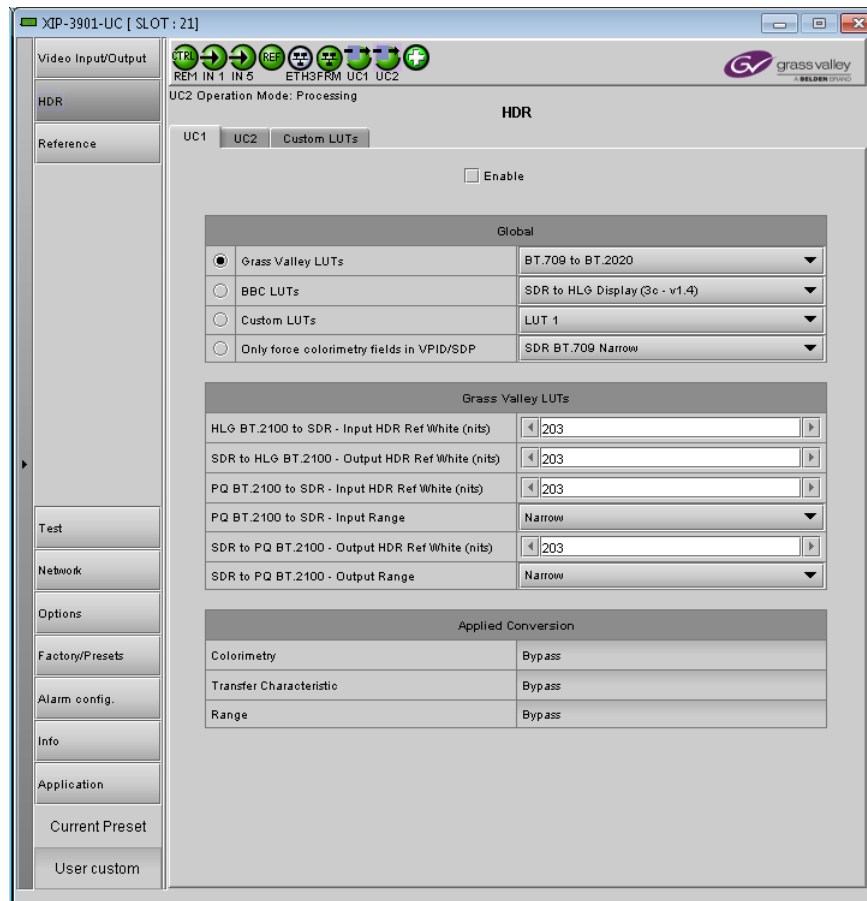 XIP-3901-UC [ SLOT : 21]
Video Input/Output
HDR
Reference
Test
Network
Options
Factory/Presets
Alarm config.
Info
Application
Current Preset
User custom
CTRL REF
REM IN 1 IN 5 ETH3FRM UC1 UC2
GV grass valley
A BELDEN BRAND
UC2 Operation Mode: Processing
HDR
UC1 UC2 Custom LUTs
Enable
Global
Grass Valley LUTs BT.709 to BT.2020
BBC LUTs SDR to HLG Display (3c - v1.4)
Custom LUTs LUT 1
Only force colorimetry fields in VPID/SDP SDR BT.709 Narrow
Grass Valley LUTs
HLG BT.2100 to SDR - Input HDR Ref White (nits) 203
SDR to HLG BT.2100 - Output HDR Ref White (nits) 203
PQ BT.2100 to SDR - Input HDR Ref White (nits) 203
PQ BT.2100 to SDR - Input Range Narrow
SDR to PQ BT.2100 - Output HDR Ref White (nits) 203
SDR to PQ BT.2100 - Output Range Narrow
Applied Conversion
Colorimetry Bypass
Transfer Characteristic Bypass
Range Bypass